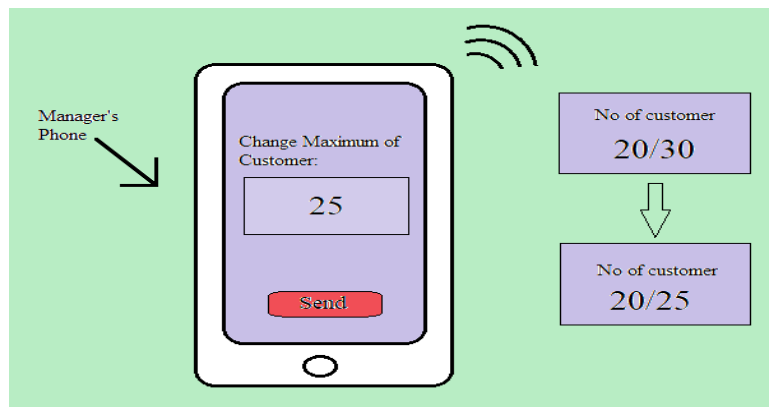 Manager's
Phone
Change Maximum of
Customer:
25
Send
No of customer
20/30
No of customer
20/25